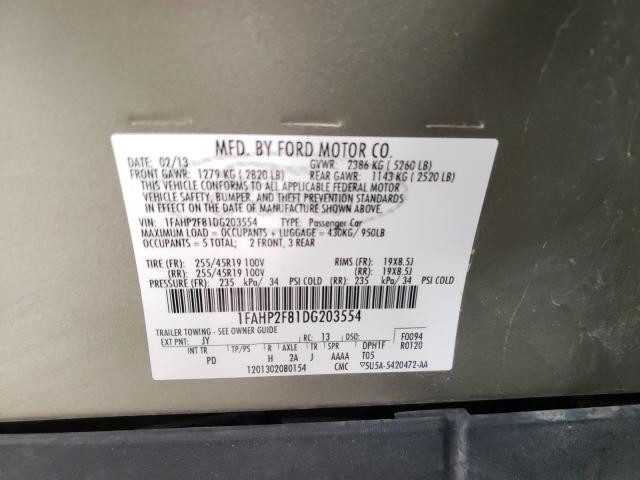 MFD. BY FORD MOTOR CO.
DATE: 02/13 GVWR: 2386 KG ( 5260 LB)
FRONT GAWR: 1279 KG ( 2820 LB) REAR GAWR: 1143 KG ( 2520 LB)
THIS VEHICLE CONFORMS TO ALL APPLICABLE FEDERAL MOTOR
VEHICLE SAFETY, BUMPER, AND THEFT PREVENTION STANDARDS
IN EFFECT ON THE DATE OF MANUFACTURE SHOWN ABOVE.
VIN: 1FAHP2F81DG203554 TYPE: Passenger Car
MAXIMUM LOAD = OCCUPANTS + LUGGAGE = 430KG/ 950LB
OCCUPANTS = 5 TOTAL; 2 FRONT, 3 REAR
TIRE (FR): 255/45R19 100V RIMS (FR): 19X8.5J
(RR): 255/45R19 100V (RR): 19X8.5J
PRESSURE (FR): 235 kPa/ 34 PSI COLD (RR): 235 kPa/ 34 PSI COLD
1FAHP2F81DG203554
TRAILER TOWING - SEE OWNER GUIDE
EXT PNT: JY RC: 13 DSO: F0094
INT TR TP/PS R AXLE TR SPR DPH1F R0120
PD H 2A J AAAA T05
1201302080154 CMC ▽5U5A-5420472-AA